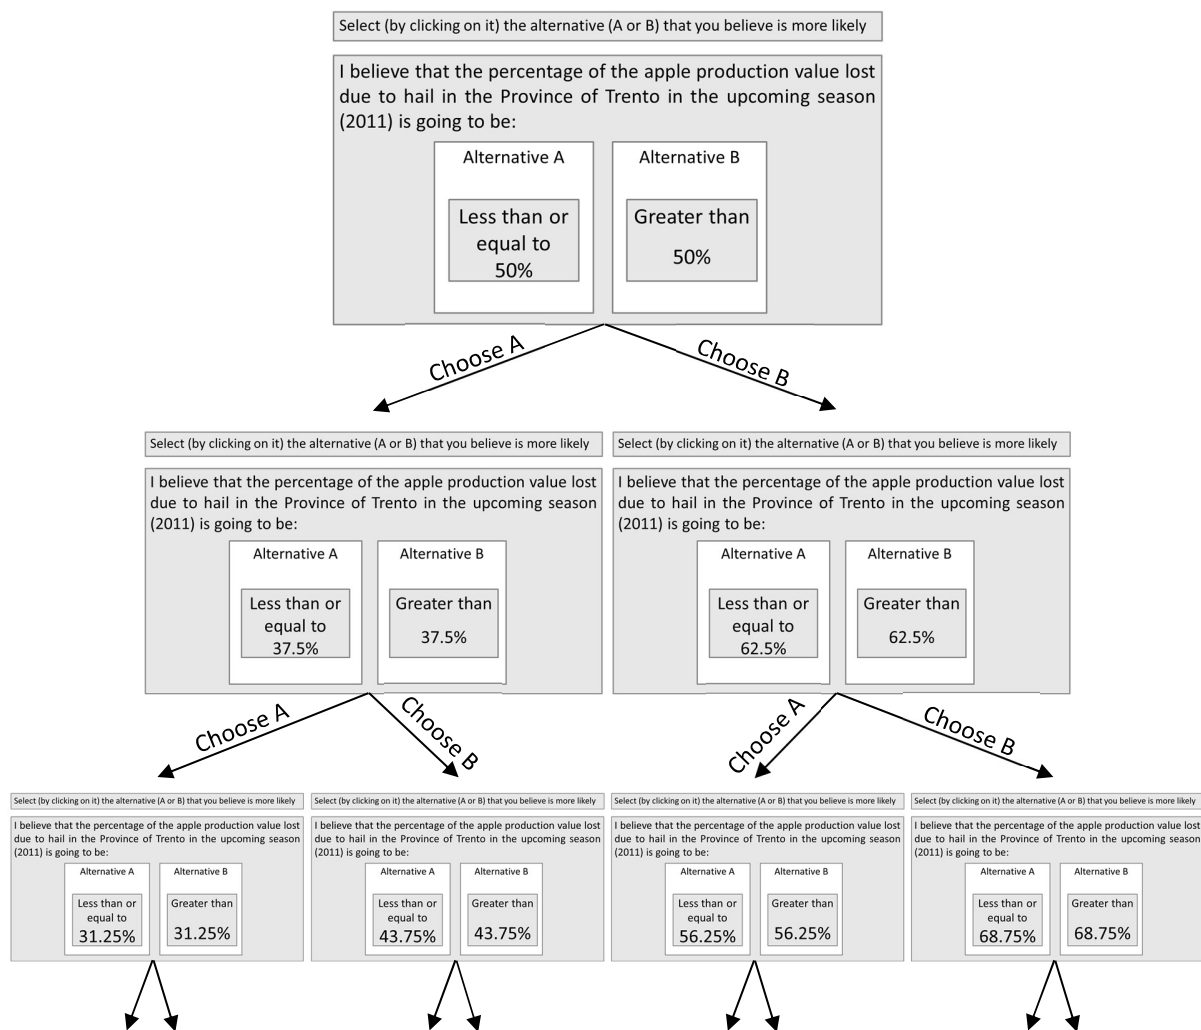 Select (by clicking on it) the alternative (A or B) that you believe is more likely
I believe that the percentage of the apple production value lost
due to hail in the Province of Trento in the upcoming season
(2011) is going to be:
Alternative A
Less than or
equal to
50%
Alternative B
Greater than
50%
Choose A
Choose B
Select (by clicking on it) the alternative (A or B) that you believe is more likely
I believe that the percentage of the apple production value lost
due to hail in the Province of Trento in the upcoming season
(2011) is going to be:
Alternative A
Less than or
equal to
37.5%
Alternative B
Greater than
37.5%
Choose A
Choose B
Select (by clicking on it) the alternative (A or B) that you believe is more likely
I believe that the percentage of the apple production value lost
due to hail in the Province of Trento in the upcoming season
(2011) is going to be:
Alternative A
Less than or
equal to
62.5%
Alternative B
Greater than
62.5%
Choose A
Choose B
Select (by clicking on it) the alternative (A or B) that you believe is more likely
I believe that the percentage of the apple production value lost
due to hail in the Province of Trento in the upcoming season
(2011) is going to be:
Alternative A
Less than or
equal to
31.25%
Alternative B
Greater than
31.25%
Select (by clicking on it) the alternative (A or B) that you believe is more likely
I believe that the percentage of the apple production value lost
due to hail in the Province of Trento in the upcoming season
(2011) is going to be:
Alternative A
Less than or
equal to
43.75%
Alternative B
Greater than
43.75%
Select (by clicking on it) the alternative (A or B) that you believe is more likely
I believe that the percentage of the apple production value lost
due to hail in the Province of Trento in the upcoming season
(2011) is going to be:
Alternative A
Less than or
equal to
56.25%
Alternative B
Greater than
56.25%
Select (by clicking on it) the alternative (A or B) that you believe is more likely
I believe that the percentage of the apple production value lost
due to hail in the Province of Trento in the upcoming season
(2011) is going to be:
Alternative A
Less than or
equal to
68.75%
Alternative B
Greater than
68.75%